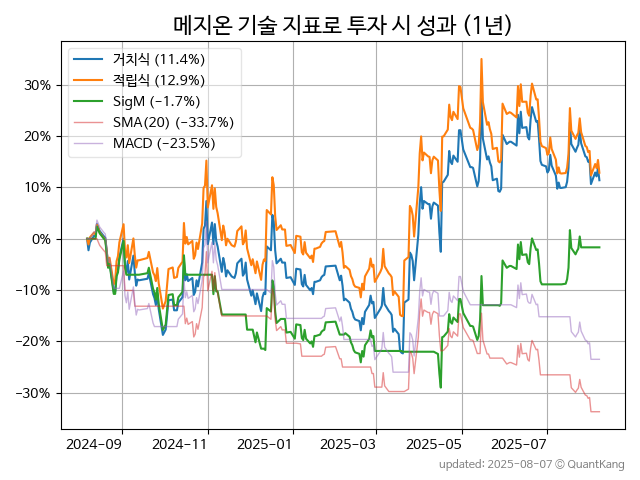 메지온 기술 지표로 투자 시 성과 (1년)
거치식 (11.4%)
적립식 (12.9%)
SigM (−1.7%)
SMA(20) (−33.7%)
MACD (−23.5%)
30%
20%
10%
0%
−10%
−20%
−30%
2024−09
2024−11
2025−01
2025−03
2025−05
2025−07
updated: 2025-08-07 © QuantKang